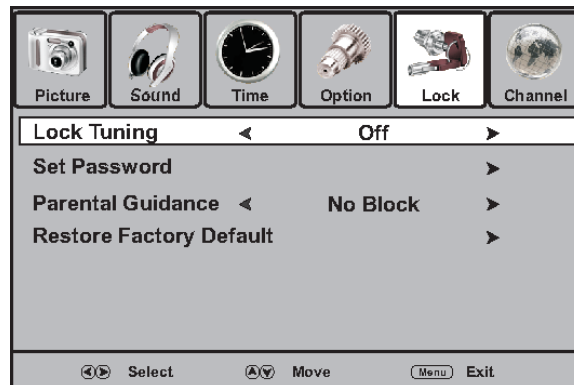 Picture Sound Time Option Lock Channel
Lock Tuning Off
Set Password
Parental Guidance No Block
Restore Factory Default
Select Move Menu Exit